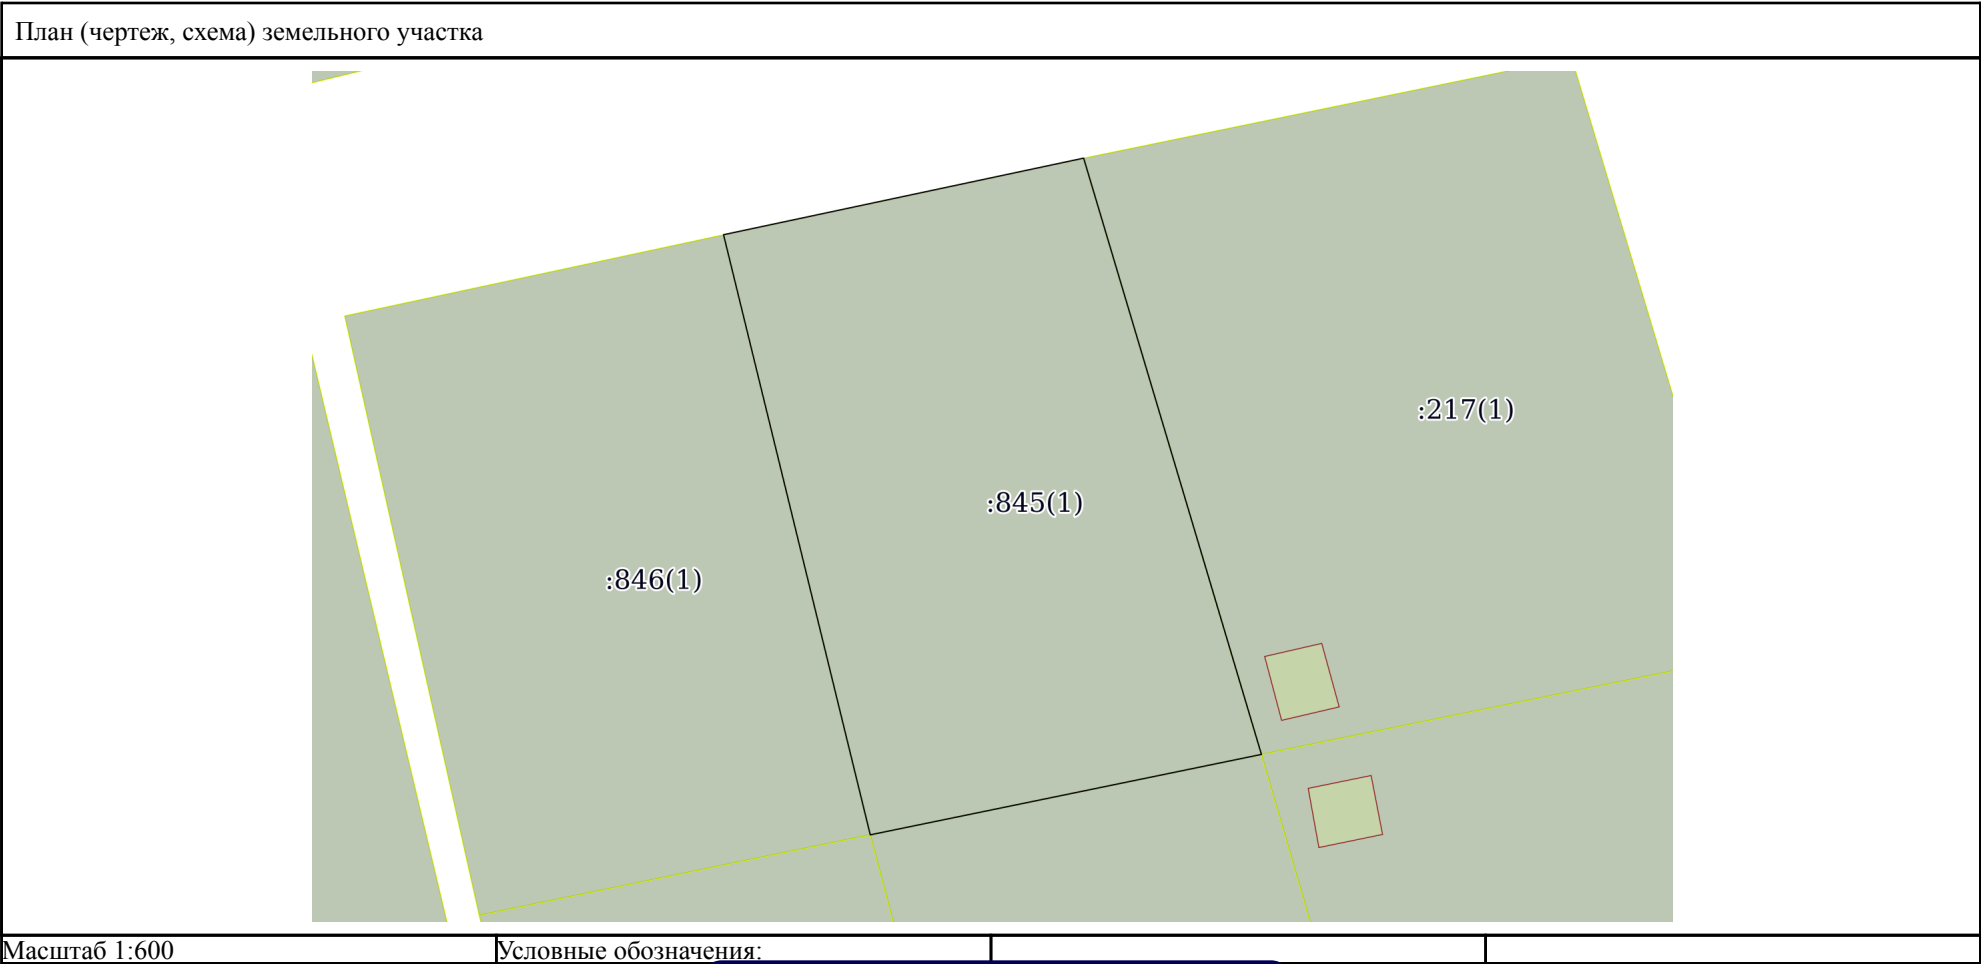 План (чертеж, схема) земельного участка
:217(1)
:845(1)
:846(1)
Масштаб 1:600
Условные обозначения: